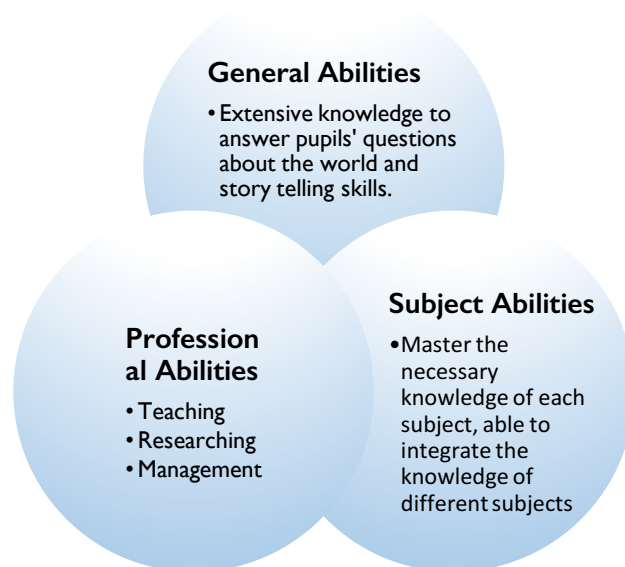 General Abilities
• Extensive knowledge to
answer pupils' questions
about the world and
story telling skills.
Profession
al Abilities
• Teaching
• Researching
• Management
Subject Abilities
•Master the
necessary
knowledge of each
subject, able to
integrate the
knowledge of
different subjects